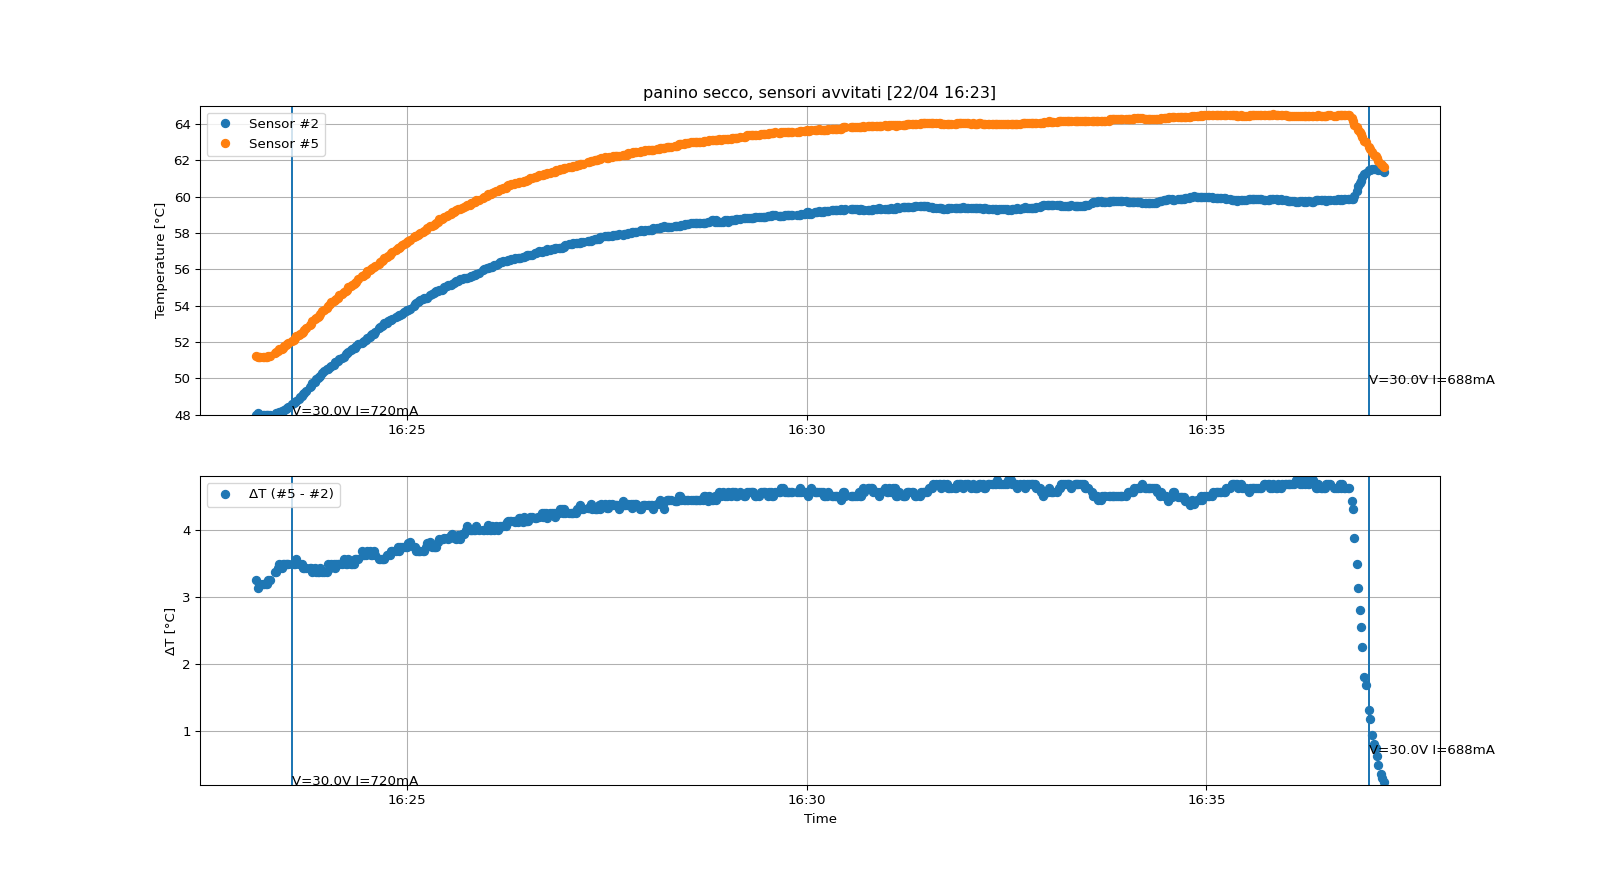 panino secco, sensori avvitati [22/04 16:23]
Sensor #2
Sensor #5
Temperature [°C]
64
62
60
58
56
54
52
50
48
V=30.0V I=720mA
V=30.0V I=688mA
16:25
16:30
16:35
ΔT (#5 - #2)
ΔT [°C]
4
3
2
1
V=30.0V I=720mA
V=30.0V I=688mA
16:25
16:30
16:35
Time